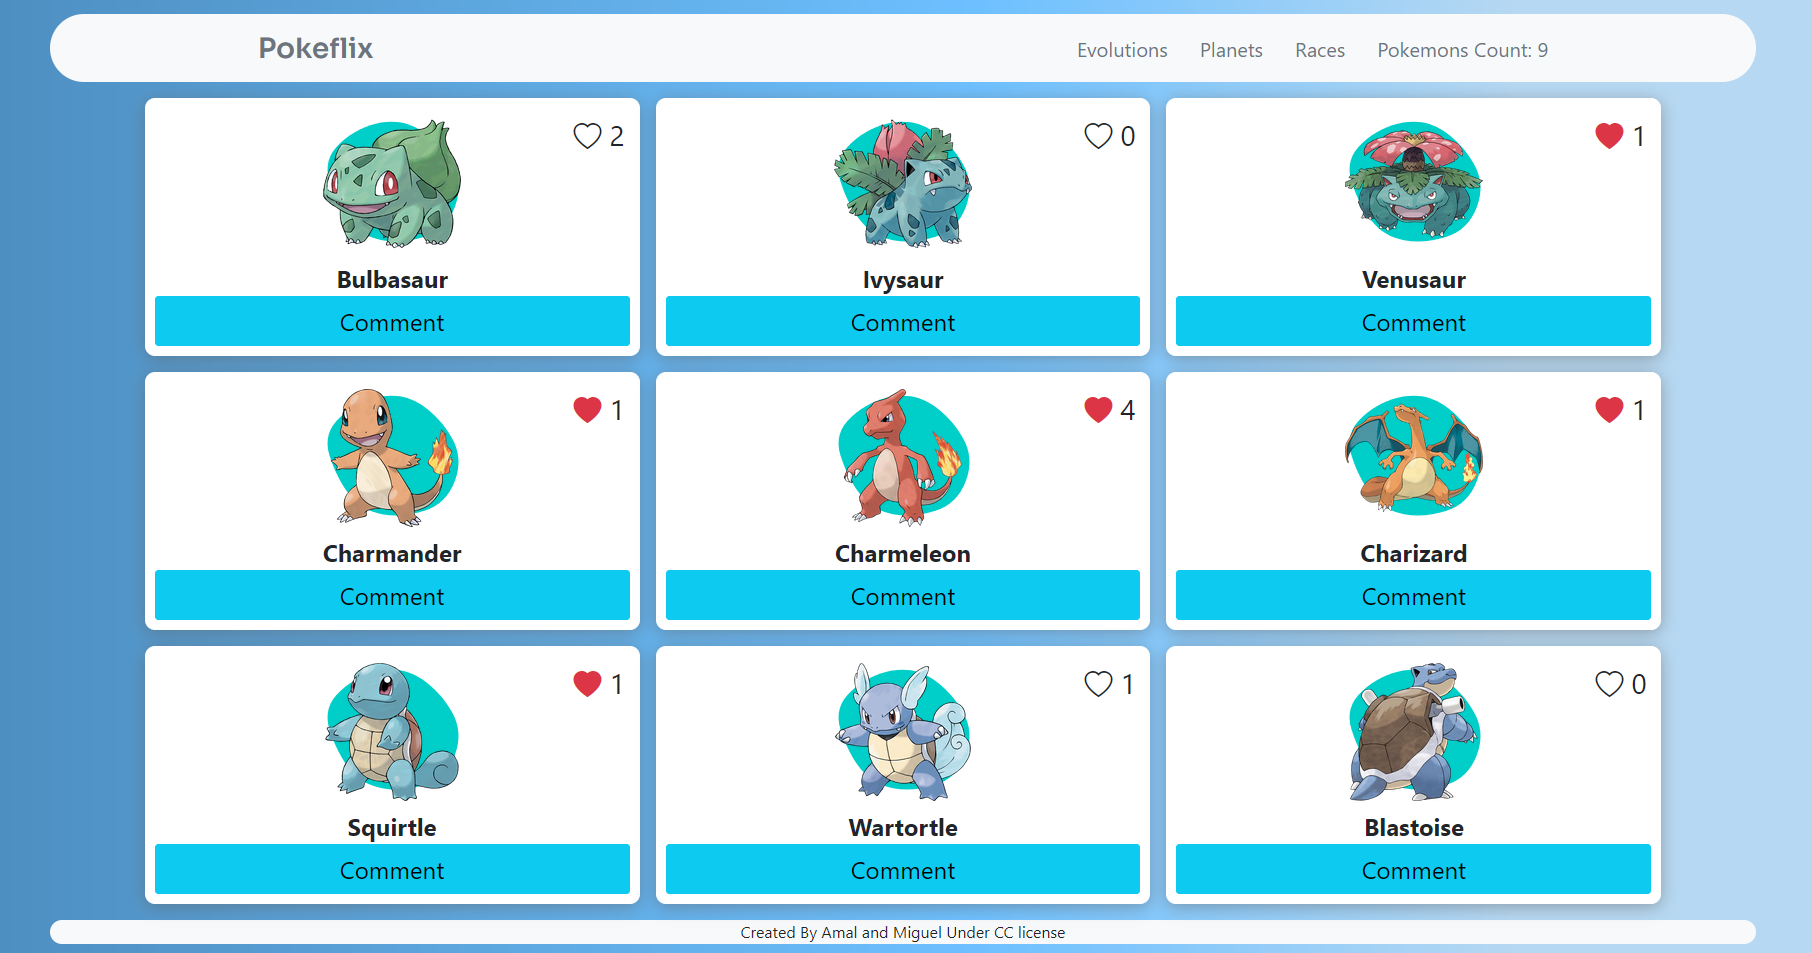 Pokeflix
Evolutions Planets Races Pokemons Count: 9
2
Bulbasaur
Comment
0
Ivysaur
Comment
1
Venusaur
Comment
1
Charmander
Comment
4
Charmeleon
Comment
1
Charizard
Comment
1
Squirtle
Comment
1
Wartortle
Comment
0
Blastoise
Comment
Created By Amal and Miguel Under CC license